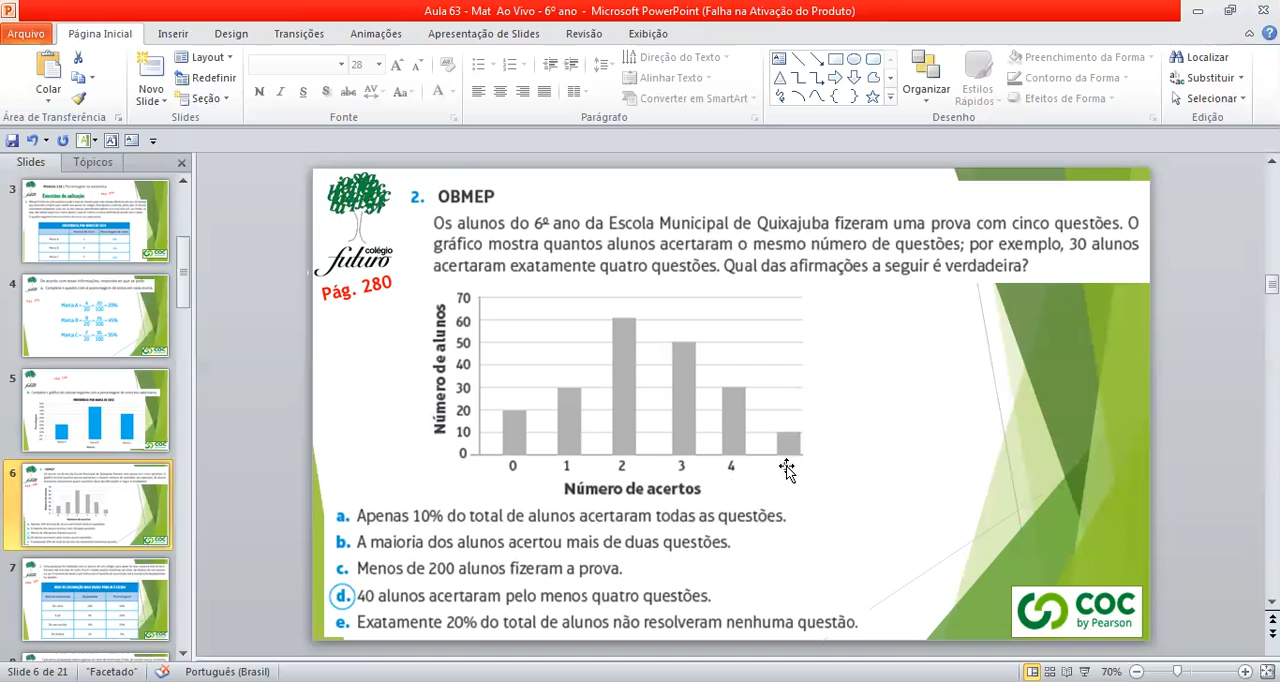 Aula 63 - Mat Ao Vivo - 6º ano - Microsoft PowerPoint (Falha na Ativação do Produto)
Arquivo Página Inicial Inserir Design Transições Animações Apresentação de Slides Revisão Exibição
Colar
Novo Slide
Layout
Redefinir
Seção
28
Direção do Texto
Alinhar Texto
Converter em SmartArt
Organizar
Estilos Rápidos
Preenchimento da Forma
Contorno da Forma
Efeitos de Forma
Localizar
Substituir
Selecionar
Área de Transferência Slides Fonte Parágrafo Desenho Edição
Slides Tópicos
3
4
5
6
7
colégio
futuro
Pág. 280
2. OBMEP
Os alunos do 6º ano da Escola Municipal de Quixajuba fizeram uma prova com cinco questões. O
gráfico mostra quantos alunos acertaram o mesmo número de questões; por exemplo, 30 alunos
acertaram exatamente quatro questões. Qual das afirmações a seguir é verdadeira?
Número de alunos
70
60
50
40
30
20
10
0
0 1 2 3 4
Número de acertos
a. Apenas 10% do total de alunos acertaram todas as questões.
b. A maioria dos alunos acertou mais de duas questões.
c. Menos de 200 alunos fizeram a prova.
d. 40 alunos acertaram pelo menos quatro questões.
e. Exatamente 20% do total de alunos não resolveram nenhuma questão.
COC
by Pearson
Slide 6 de 21 "Facetado" Português (Brasil) 70%